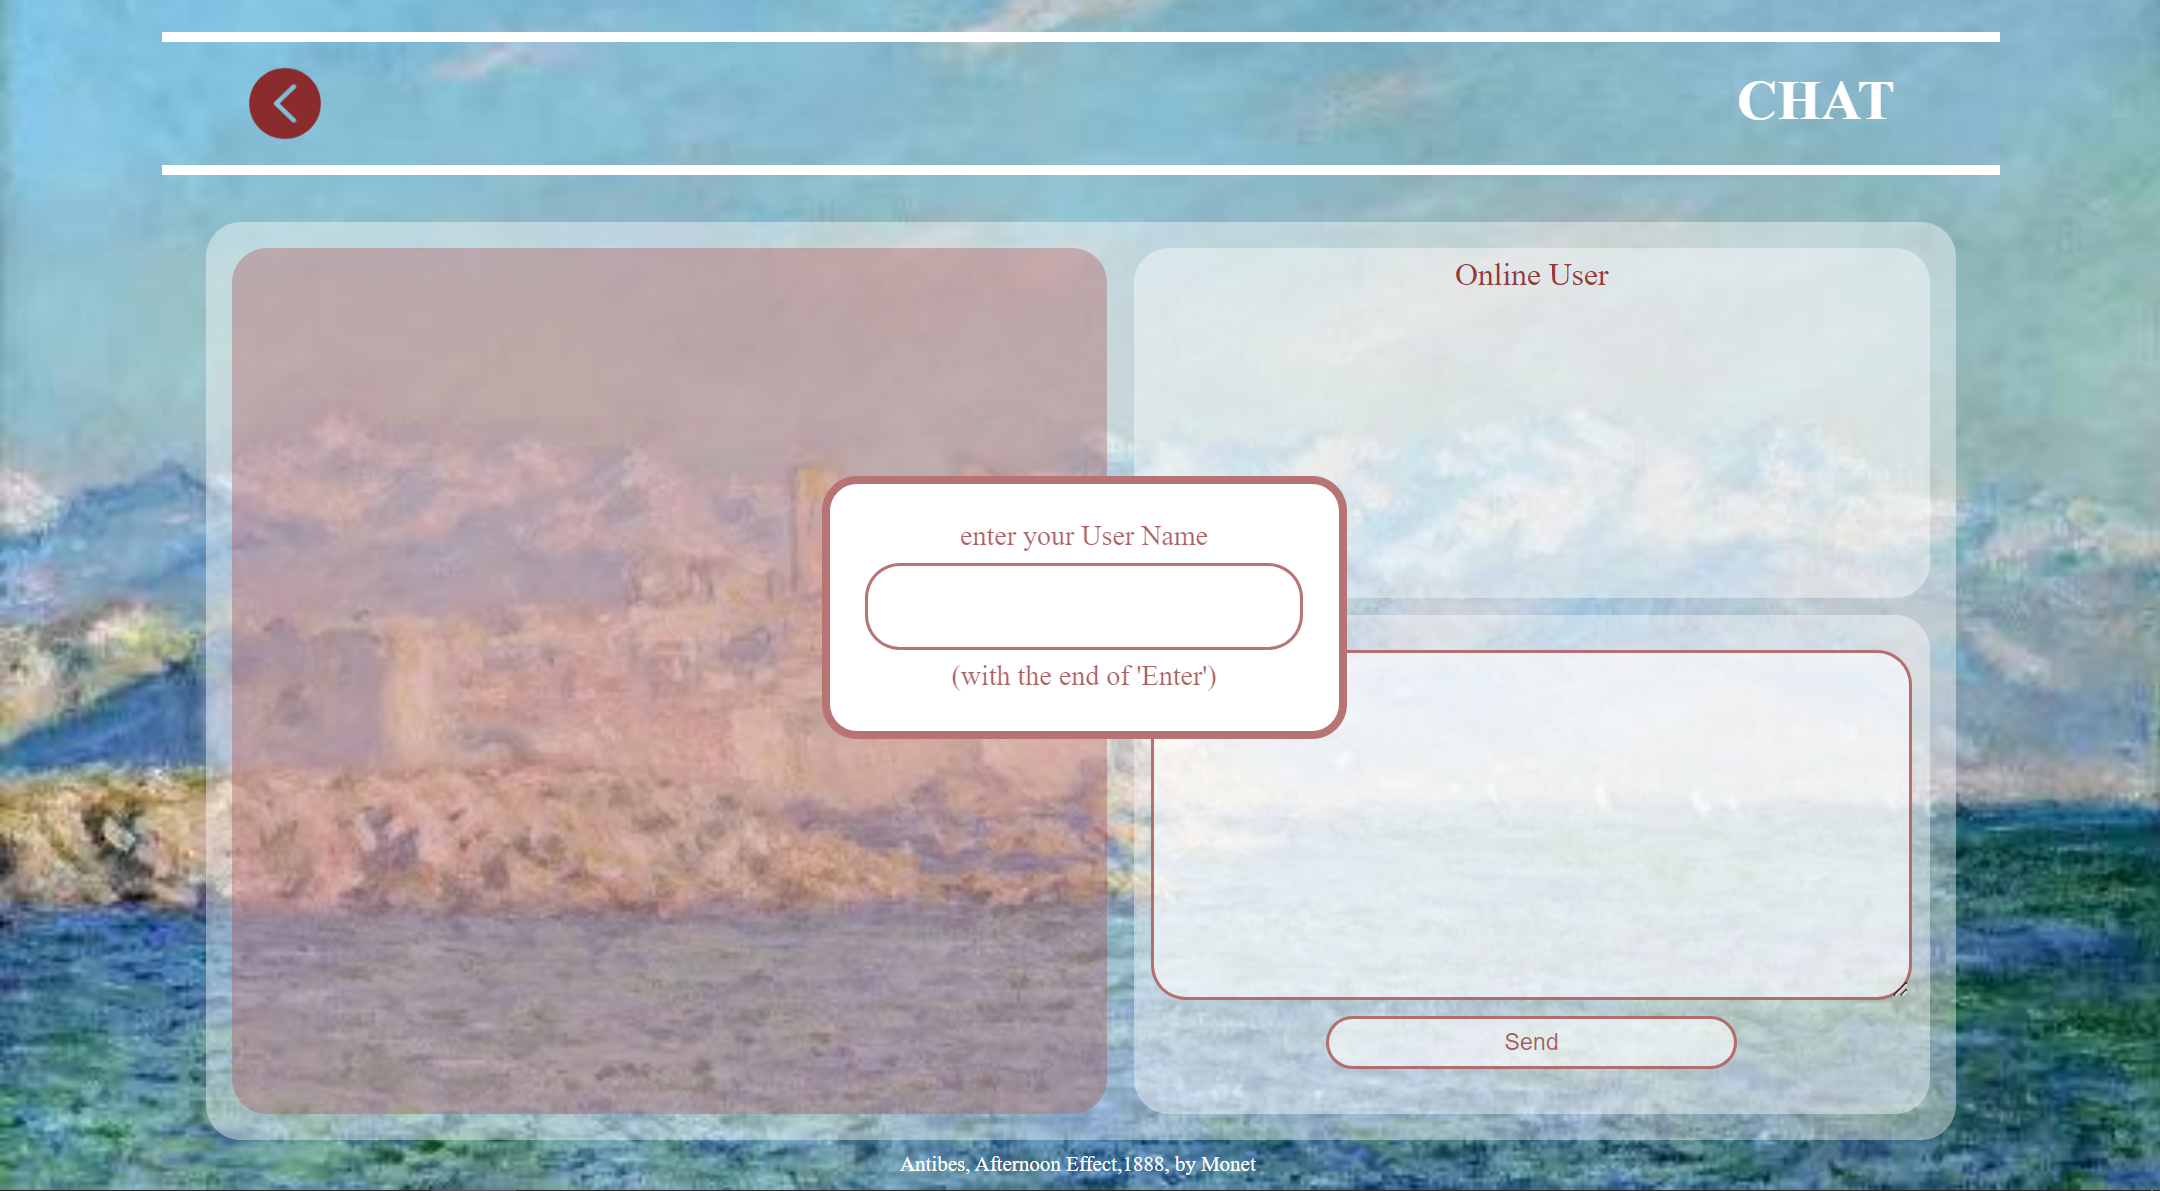 CHAT
Online User
enter your User Name
(with the end of 'Enter')
Send
Antibes, Afternoon Effect,1888, by Monet